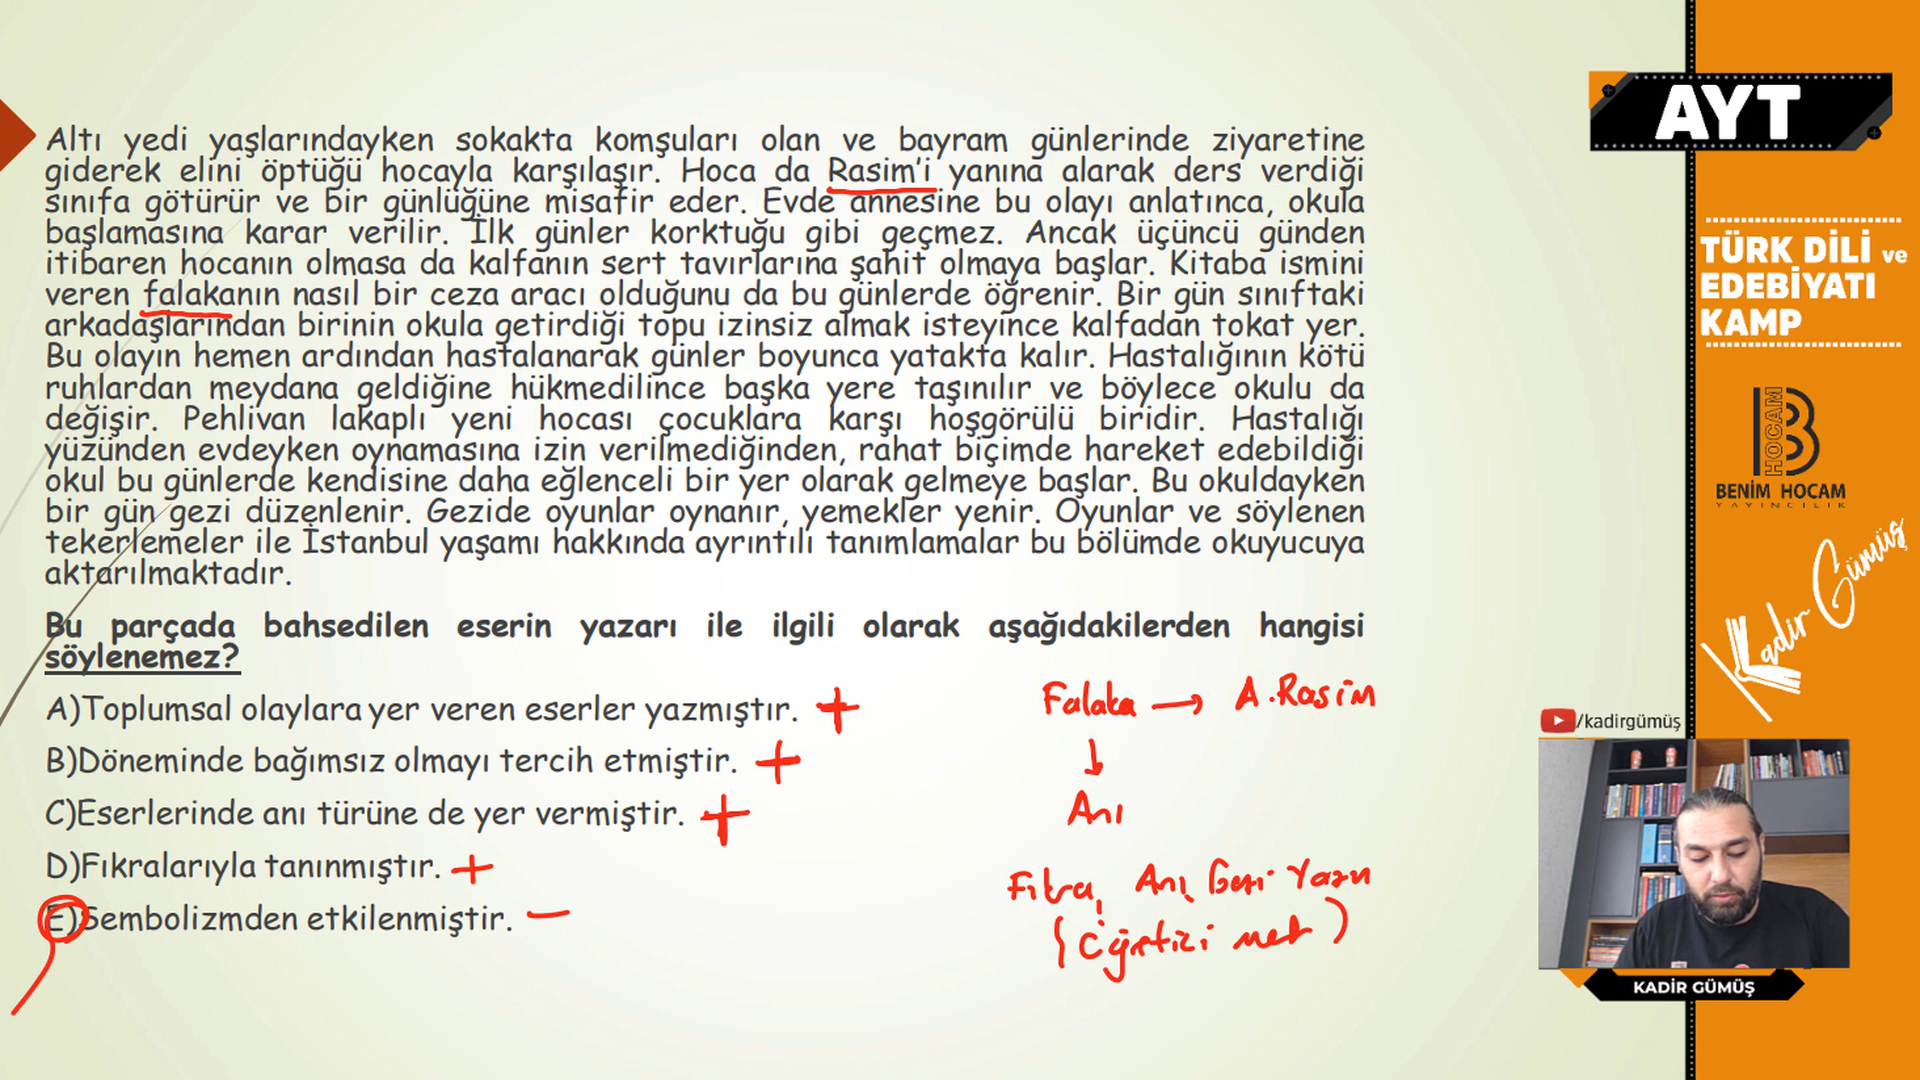 Altı yedi yaşlarındayken sokakta komşuları olan ve bayram günlerinde ziyaretine
giderek elini öptüğü hocayla karşılaşır. Hoca da Rasim'i yanına alarak ders verdiği
sınıfa götürür ve bir günlüğüne misafir eder. Evde annesine bu olayı anlatınca, okula
başlamasına karar verilir. İlk günler korktuğu gibi geçmez. Ancak üçüncü günden
itibaren hocanın olmasa da kalfanın sert tavırlarına şahit olmaya başlar. Kitaba ismini
veren falakanın nasıl bir ceza aracı olduğunu da bu günlerde öğrenir. Bir gün sınıftaki
arkadaşlarından birinin okula getirdiği topu izinsiz almak isteyince kalfadan tokat yer.
Bu olayın hemen ardından hastalanarak günler boyunca yatakta kalır. Hastalığının kötü
ruhlardan meydana geldiğine hükmedilince başka yere taşınılır ve böylece okulu da
değişir. Pehlivan lakaplı yeni hocası çocuklara karşı hoşgörülü biridir. Hastalığı
yüzünden evdeyken oynamasına izin verilmediğinden, rahat biçimde hareket edebildiği
okul bu günlerde kendisine daha eğlenceli bir yer olarak gelmeye başlar. Bu okuldayken
bir gün gezi düzenlenir. Gezide oyunlar oynanır, yemekler yenir. Oyunlar ve söylenen
tekerlemeler ile İstanbul yaşamı hakkında ayrıntılı tanımlamalar bu bölümde okuyucuya
aktarılmaktadır.
Bu parçada bahsedilen eserin yazarı ile ilgili olarak aşağıdakilerden hangisi
söylenemez?
A)Toplumsal olaylara yer veren eserler yazmıştır. +
B)Döneminde bağımsız olmayı tercih etmiştir. +
C)Eserlerinde anı türüne de yer vermiştir. +
D)Fıkralarıyla tanınmıştır. +
E)Sembolizmden etkilenmiştir. –
Falaka → A.Rasim
↓
Anı
Fıkra, Anı, Gezi Yazısı
(Öğretici met)
AYT
TÜRK DİLİ ve
EDEBİYATI
KAMP
HOCAM
BENİM HOCAM
YAYINCILIK
Kadir Gümüş
/kadirgümüş
KADİR GÜMÜŞ